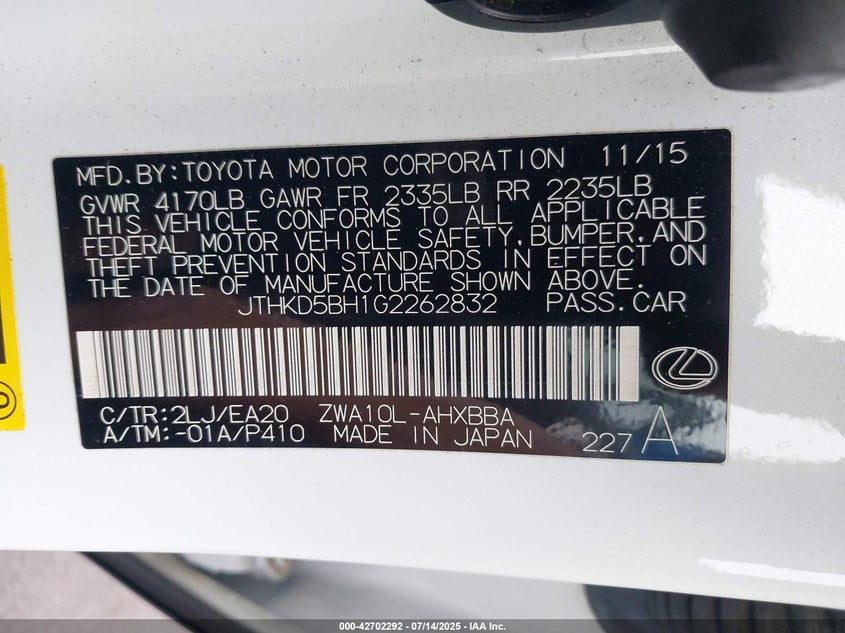 MFD.BY:TOYOTA MOTOR CORPORATION 11/15
GVWR 4170LB GAWR FR 2335LB RR 2235LB
THIS VEHICLE CONFORMS TO ALL APPLICABLE
FEDERAL MOTOR VEHICLE SAFETY,BUMPER,AND
THEFT PREVENTION STANDARDS IN EFFECT ON
THE DATE OF MANUFACTURE SHOWN ABOVE.
JTHKD5BH1G2262832 PASS.CAR
C/TR:2LJ/EA20 ZWA10L-AHXBBA
A/TM:-01A/P410 MADE IN JAPAN 227 A
000-42702292 - 07/14/2025 - IAA Inc.